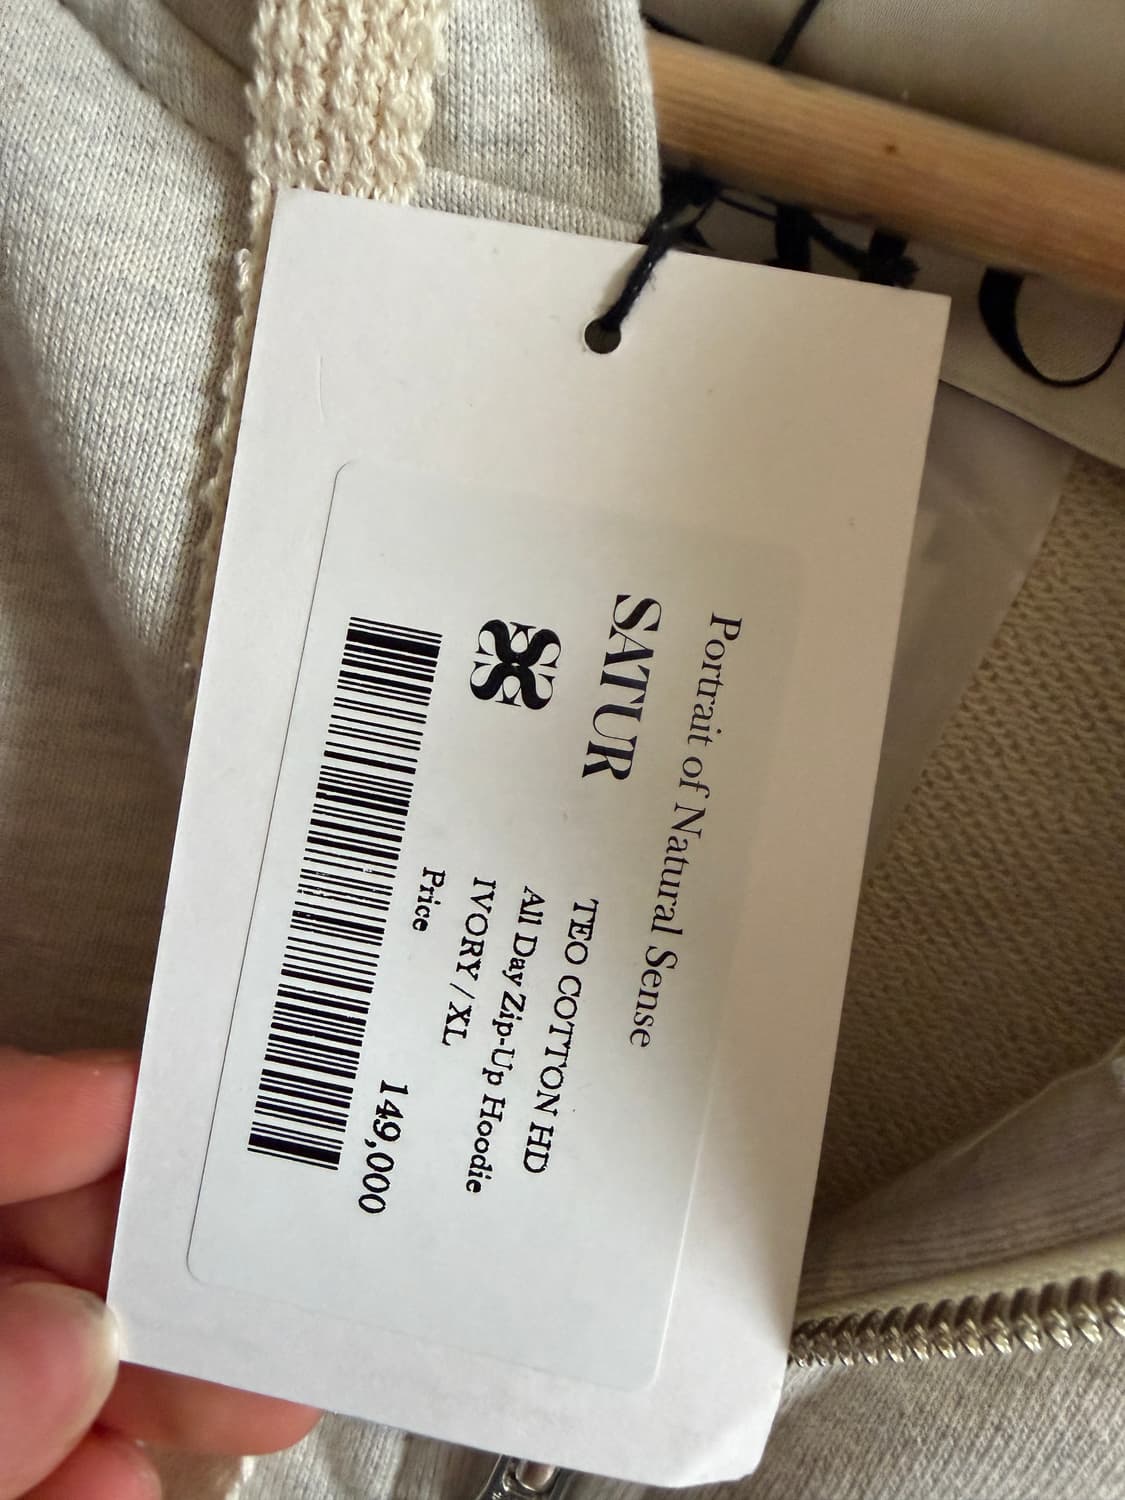 Portrait of Natural Sense
SATUR
TEO COTTON HD
All Day Zip-Up Hoodie
IVORY / XL
Price 149,000